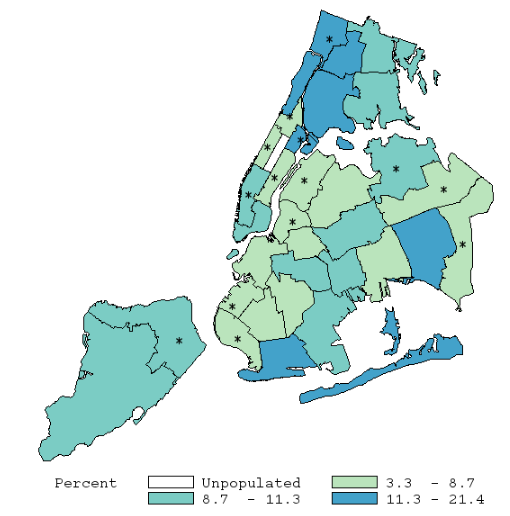 Percent Unpopulated 3.3 - 8.7
8.7 - 11.3 11.3 - 21.4